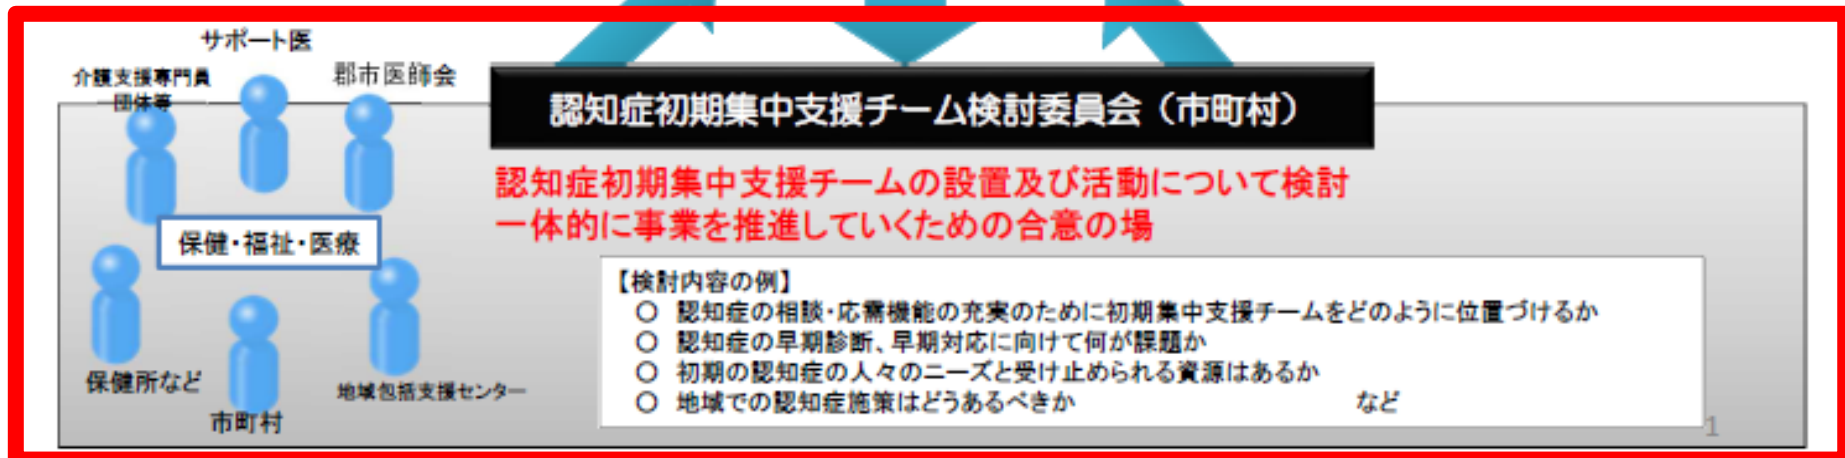 サポート医
介護支援専門員
団体等
郡市医師会
認知症初期集中支援チーム検討委員会（市町村）
認知症初期集中支援チームの設置及び活動について検討
一体的に事業を推進していくための合意の場
保健・福祉・医療
保健所など
市町村
地域包括支援センター
【検討内容の例】
○ 認知症の相談・応需機能の充実のために初期集中支援チームをどのように位置づけるか
○ 認知症の早期診断、早期対応に向けて何が課題か
○ 初期の認知症の人々のニーズと受け止められる資源はあるか
○ 地域での認知症施策はどうあるべきか など
1